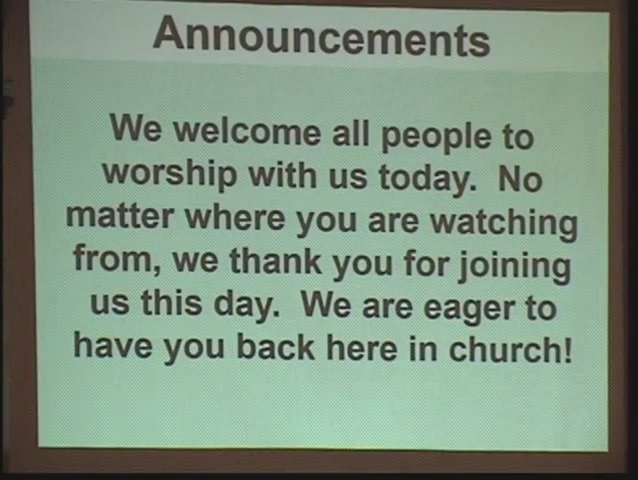 Announcements
We welcome all people to
worship with us today. No
matter where you are watching
from, we thank you for joining
us this day. We are eager to
have you back here in church!